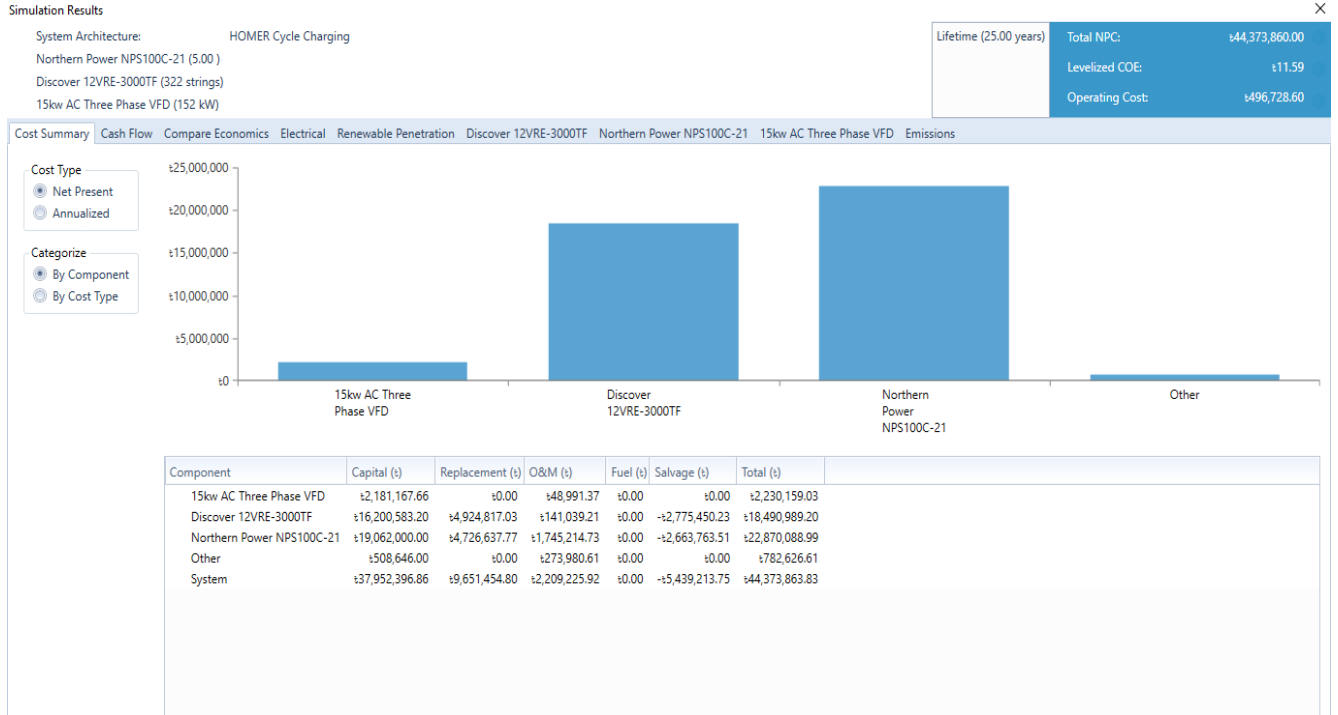 Simulation Results
System Architecture: HOMER Cycle Charging
Northern Power NPS100C-21 (5.00 )
Discover 12VRE-3000TF (322 strings)
15kw AC Three Phase VFD (152 kW)
Lifetime (25.00 years)
Total NPC: ৳44,373,860.00
Levelized COE: ৳11.59
Operating Cost: ৳496,728.60
Cost Summary Cash Flow Compare Economics Electrical Renewable Penetration Discover 12VRE-3000TF Northern Power NPS100C-21 15kw AC Three Phase VFD Emissions
Cost Type
Net Present
Annualized
Categorize
By Component
By Cost Type
৳25,000,000
৳20,000,000
৳15,000,000
৳10,000,000
৳5,000,000
৳0
15kw AC Three
Phase VFD
Discover
12VRE-3000TF
Northern
Power
NPS100C-21
Other
Component Capital (৳) Replacement (৳) O&M (৳) Fuel (৳) Salvage (৳) Total (৳)
15kw AC Three Phase VFD ৳2,181,167.66 ৳0.00 ৳48,991.37 ৳0.00 ৳0.00 ৳2,230,159.03
Discover 12VRE-3000TF ৳16,200,583.20 ৳4,924,817.03 ৳141,039.21 ৳0.00 -৳2,775,450.23 ৳18,490,989.20
Northern Power NPS100C-21 ৳19,062,000.00 ৳4,726,637.77 ৳1,745,214.73 ৳0.00 -৳2,663,763.51 ৳22,870,088.99
Other ৳508,646.00 ৳0.00 ৳273,980.61 ৳0.00 ৳0.00 ৳782,626.61
System ৳37,952,396.86 ৳9,651,454.80 ৳2,209,225.92 ৳0.00 -৳5,439,213.75 ৳44,373,863.83